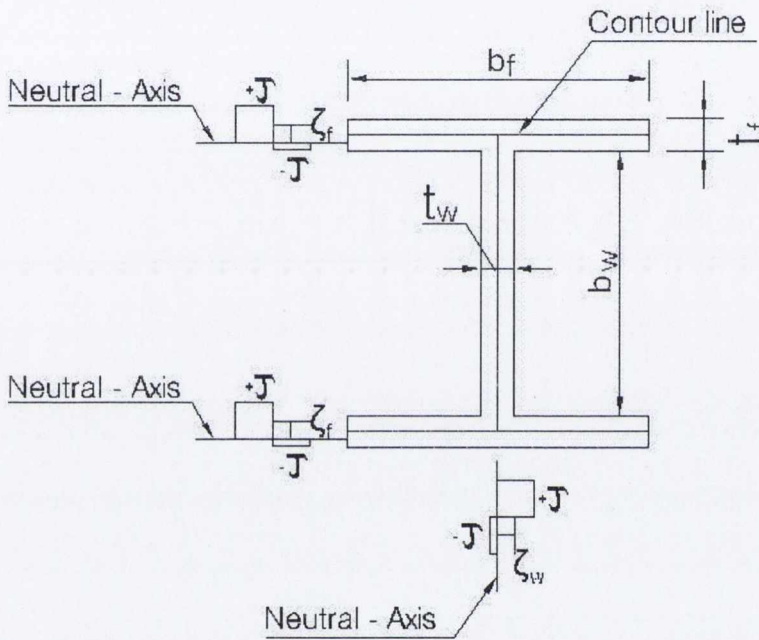 Contour line
bf
Neutral - Axis
+J
ζf
-J
tf
tw
bw
Neutral - Axis
+J
ζf
-J
+J
-J
ζw
Neutral - Axis